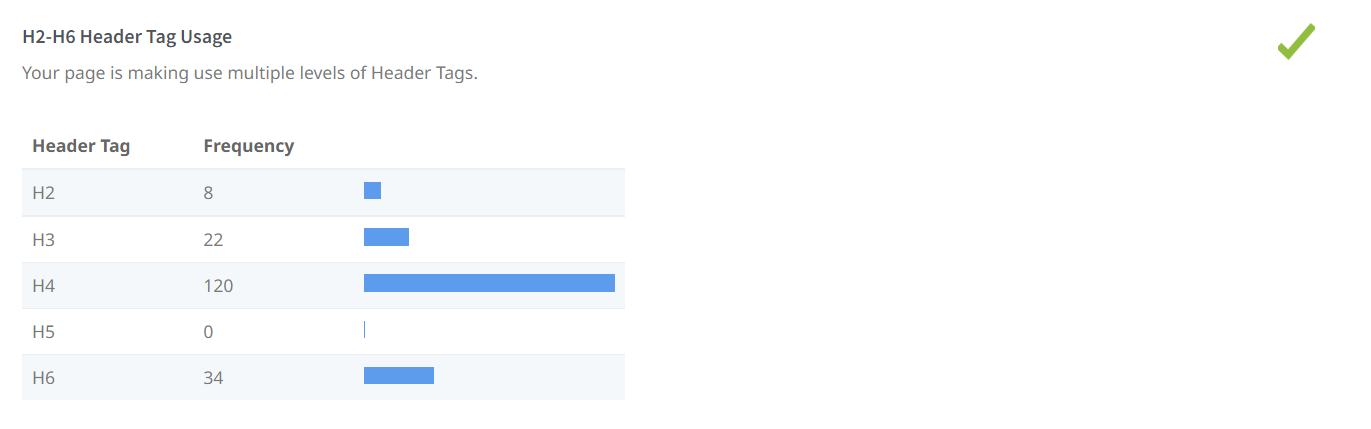 H2-H6 Header Tag Usage
Your page is making use multiple levels of Header Tags.
Header Tag Frequency
H2 8
H3 22
H4 120
H5 0
H6 34